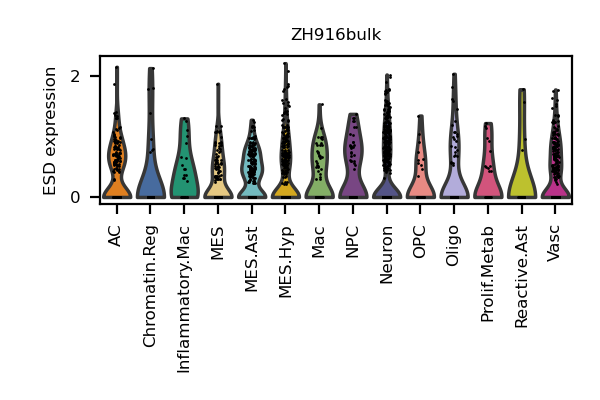 ZH916bulk
ESD expression
2
0
AC
Chromatin.Reg
Inflammatory.Mac
MES
MES.Ast
MES.Hyp
Mac
NPC
Neuron
OPC
Oligo
Prolif.Metab
Reactive.Ast
Vasc